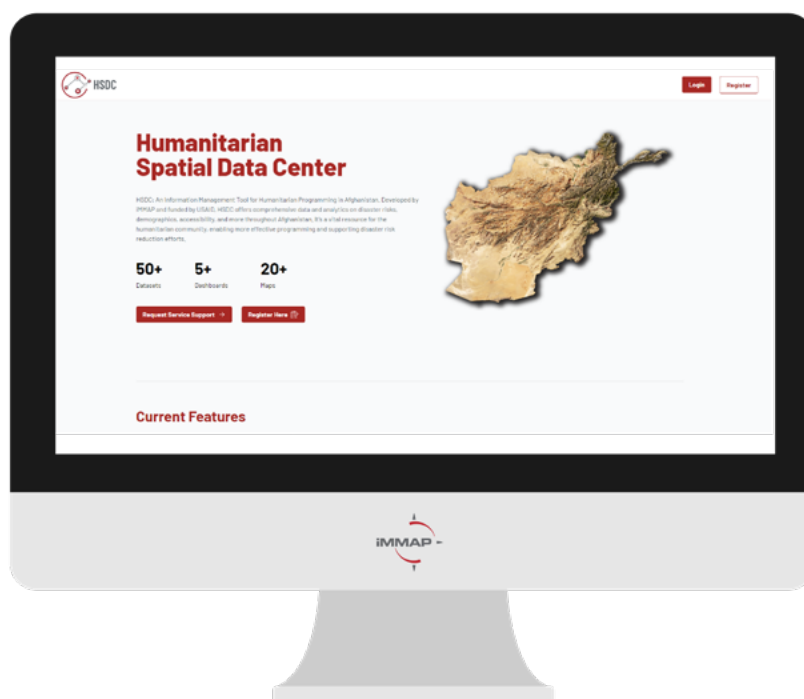 HSDC
Login
Register
Humanitarian
Spatial Data Center
HSDC: An Information Management Tool for Humanitarian Programming in Afghanistan. Developed by
iMMAP and funded by USAID, HSDC offers comprehensive data and analytics on disaster risks,
demographics, accessibility, and more throughout Afghanistan. It's a vital resource for the
humanitarian community, enabling more effective programming and supporting disaster risk
reduction efforts.
50+
5+
20+
Datasets
Dashboards
Maps
Request Service Support →
Register Here
Current Features
iMMAP